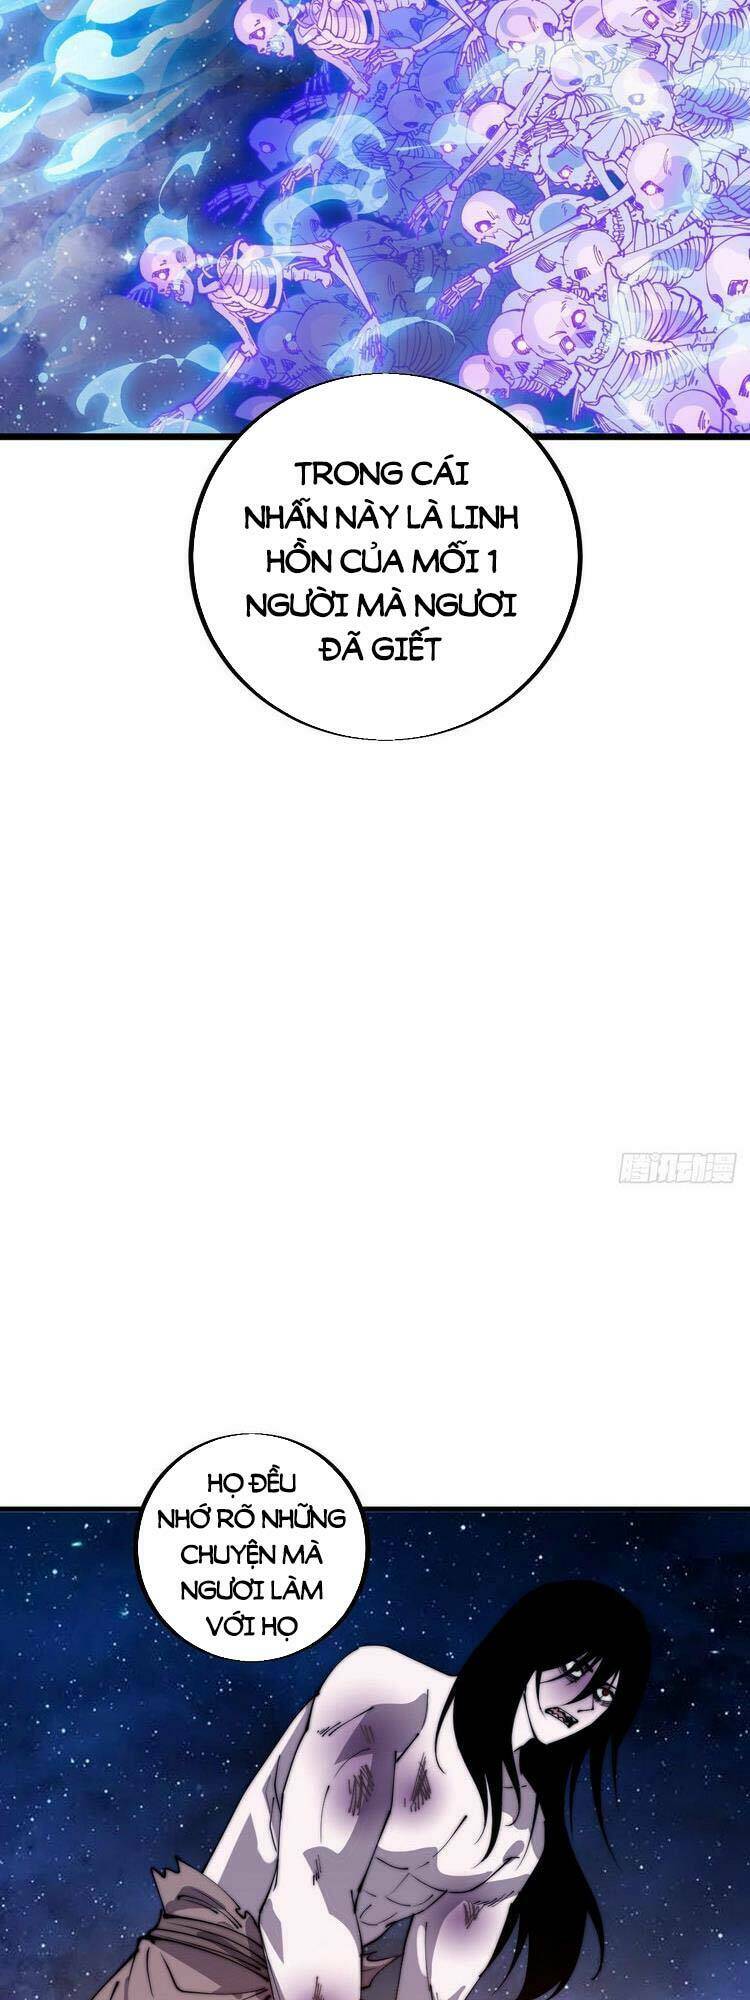 TRONG CÁI
NHẪN NÀY LÀ LINH
HỒN CỦA MỖI 1
NGƯỜI MÀ NGƯƠI
ĐÃ GIẾT
腾讯动漫
HỌ ĐỀU
NHỚ RÕ NHỮNG
CHUYỆN MÀ
NGƯƠI LÀM
VỚI HỌ